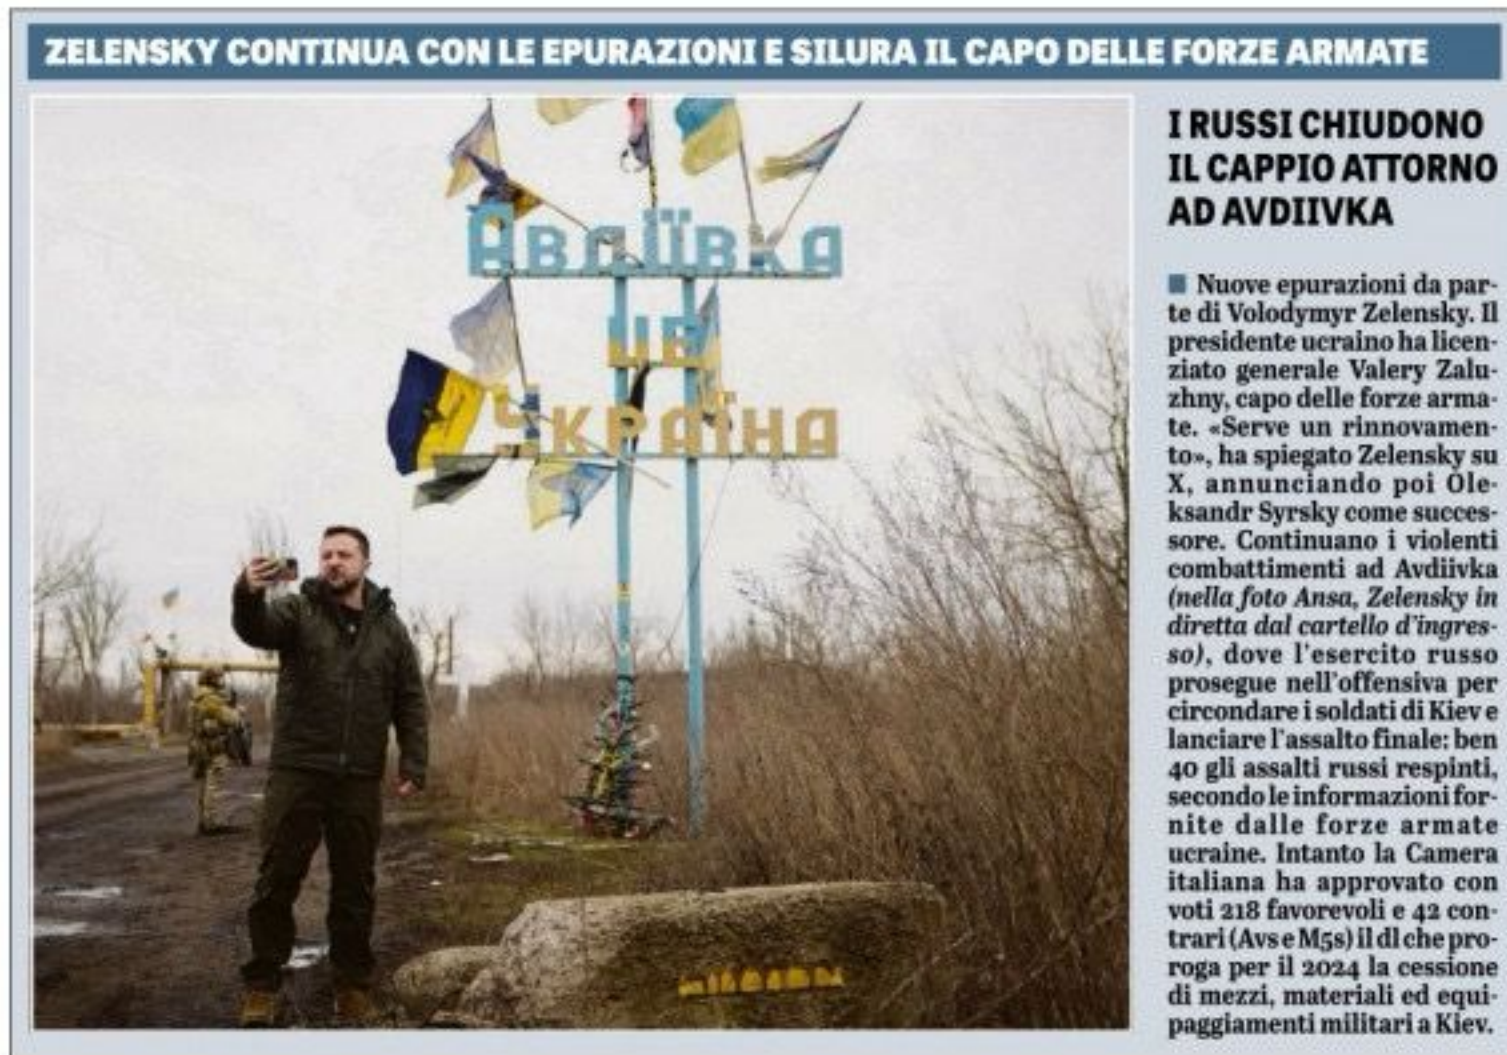 ZELENSKY CONTINUA CON LE EPURAZIONI E SILURA IL CAPO DELLE FORZE ARMATE
Авдіївка
це
Україна
I RUSSI CHIUDONO
IL CAPPIO ATTORNO
AD AVDIIVKA
■ Nuove epurazioni da par-
te di Volodymyr Zelensky. Il
presidente ucraino ha licen-
ziato generale Valery Zalu-
zhny, capo delle forze arma-
te. «Serve un rinnovamen-
to», ha spiegato Zelensky su
X, annunciando poi Ole-
ksandr Syrsky come succes-
sore. Continuano i violenti
combattimenti ad Avdiivka
(nella foto Ansa, Zelensky in
diretta dal cartello d'ingres-
so), dove l'esercito russo
prosegue nell'offensiva per
circondare i soldati di Kiev e
lanciare l'assalto finale: ben
40 gli assalti russi respinti,
secondo le informazioni for-
nite dalle forze armate
ucraine. Intanto la Camera
italiana ha approvato con
voti 218 favorevoli e 42 con-
trari (Avs e M5s) il dl che pro-
roga per il 2024 la cessione
di mezzi, materiali ed equi-
paggiamenti militari a Kiev.